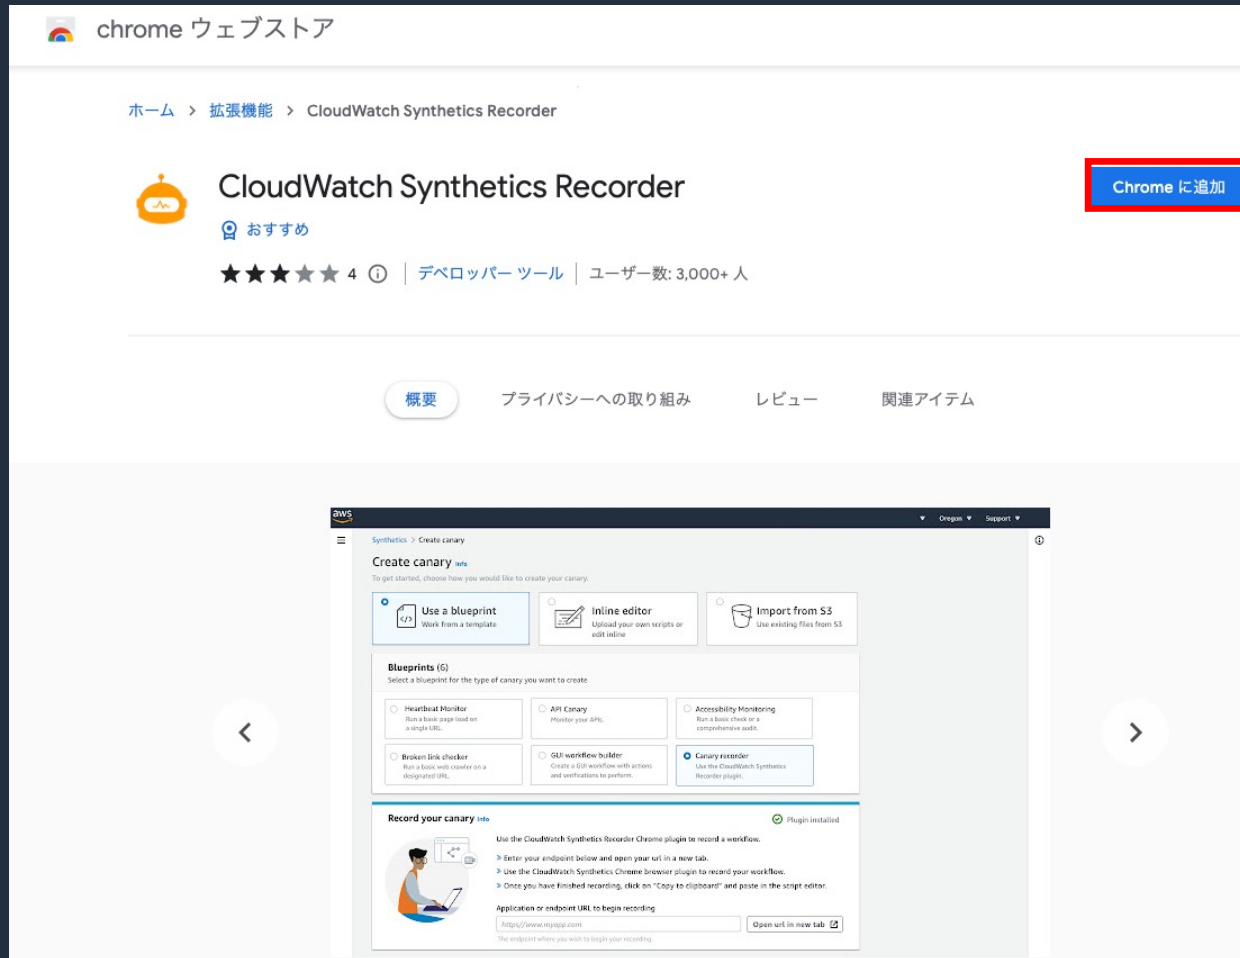 chrome ウェブストア
ホーム > 拡張機能 > CloudWatch Synthetics Recorder
CloudWatch Synthetics Recorder
Chrome に追加
おすすめ
4
デベロッパー ツール
ユーザー数: 3,000+ 人
概要
プライバシーへの取り組み
レビュー
関連アイテム
aws
Oregon
Support
Synthetics > Create canary
Create canary Info
To get started, choose how you would like to create your canary.
Use a blueprint
Work from a template
Inline editor
Upload your own scripts or
edit inline
Import from S3
Use existing files from S3
Blueprints (6)
Select a blueprint for the type of canary you want to create
Heartbeat Monitor
Run a basic page load on
a single URL.
API Canary
Monitor your APIs.
Accessibility Monitoring
Run a basic check or a
comprehensive audit.
Broken link checker
Run a basic web crawler on a
designated URL.
GUI workflow builder
Create a GUI workflow with actions
and verifications to perform.
Canary recorder
Use the CloudWatch Synthetics
Recorder plugin.
Record your canary Info
Plugin installed
Use the CloudWatch Synthetics Recorder Chrome plugin to record a workflow.
Enter your endpoint below and open your url in a new tab.
Use the CloudWatch Synthetics Chrome browser plugin to record your workflow.
Once you have finished recording, click on "Copy to clipboard" and paste in the script editor.
Application or endpoint URL to begin recording
https://www.myapp.com
Open url in new tab
The endpoint where you wish to begin your recording.